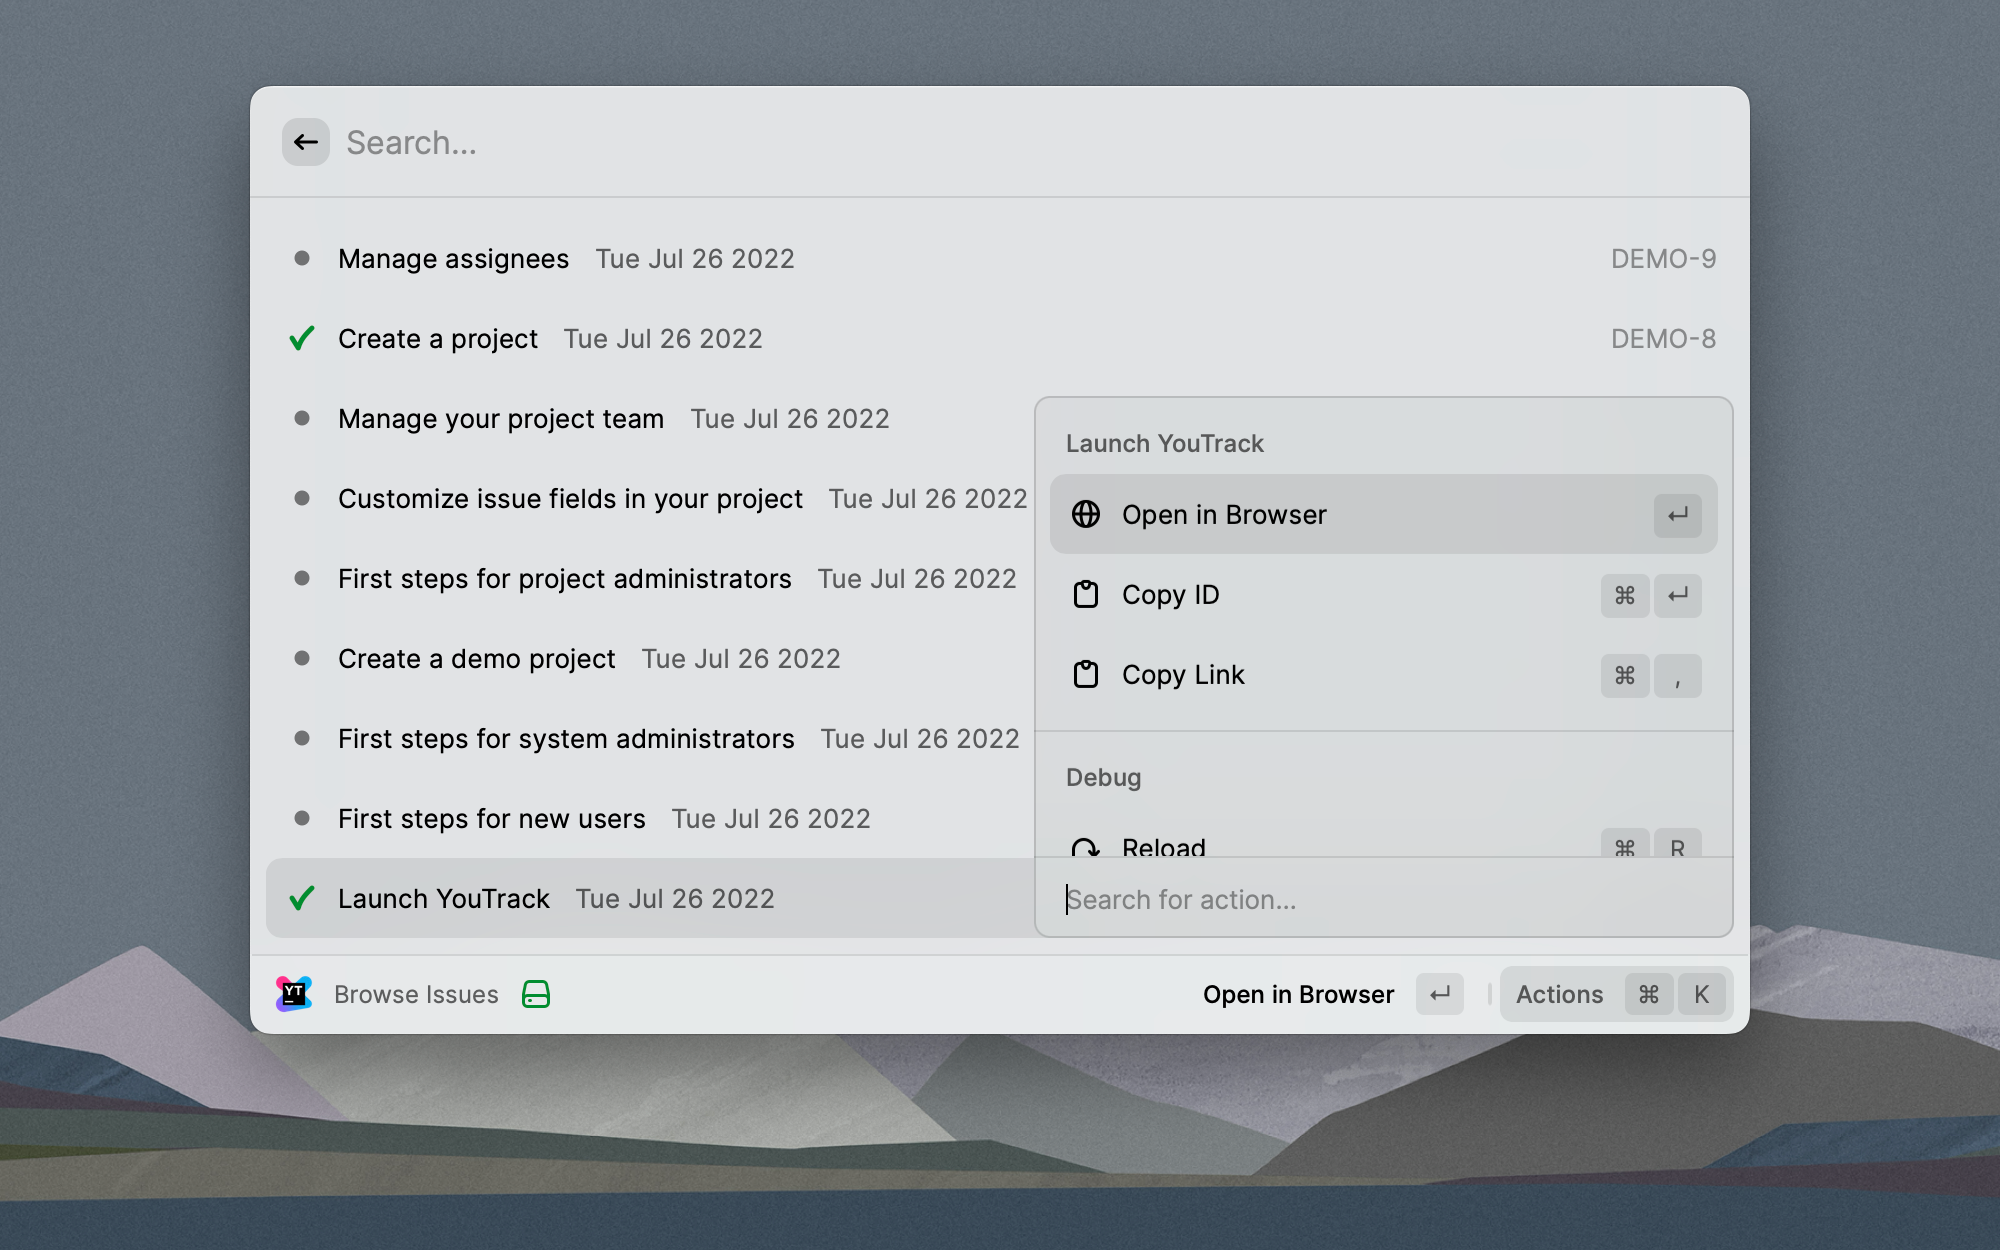 Search...
Manage assignees Tue Jul 26 2022 DEMO-9
Create a project Tue Jul 26 2022 DEMO-8
Manage your project team Tue Jul 26 2022
Customize issue fields in your project Tue Jul 26 2022
First steps for project administrators Tue Jul 26 2022
Create a demo project Tue Jul 26 2022
First steps for system administrators Tue Jul 26 2022
First steps for new users Tue Jul 26 2022
Launch YouTrack Tue Jul 26 2022
Launch YouTrack
Open in Browser ↵
Copy ID ⌘ ↵
Copy Link ⌘ ,
Debug
Reload ⌘ R
Search for action...
YT Browse Issues Open in Browser ↵ Actions ⌘ K